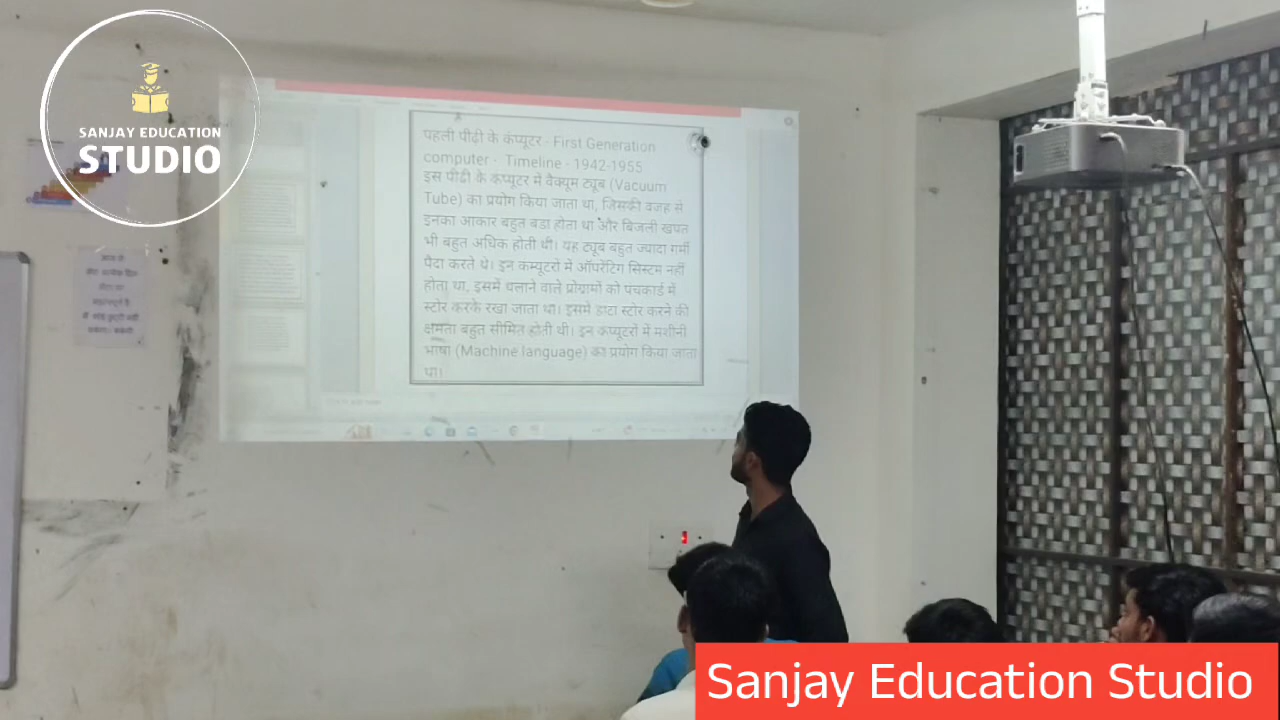 SANJAY EDUCATION
STUDIO
पहली पीढ़ी के कंप्यूटर - First Generation
computer - Timeline - 1942-1955
इस पीढ़ी के कंप्यूटर में वैक्यूम ट्यूब (Vacuum
Tube) का प्रयोग किया जाता था, जिसकी वजह से
इनका आकार बहुत बड़ा होता था और बिजली खपत
भी बहुत अधिक होती थी। यह ट्यूब बहुत ज्यादा गर्मी
पैदा करते थे। इन कम्यूटरो मे ऑपरेंटिग सिस्टम नहीं
होता था, इसमें चलाने वाले प्रोग्रामों को पंचकार्ड में
स्टोर करके रखा जाता था। इसमें डाटा स्टोर करने की
क्षमता बहुत सीमित होती थी। इन कंप्यूटरों में मशीनी
भाषा (Machine language) का प्रयोग किया जाता
था।
Sanjay Education Studio